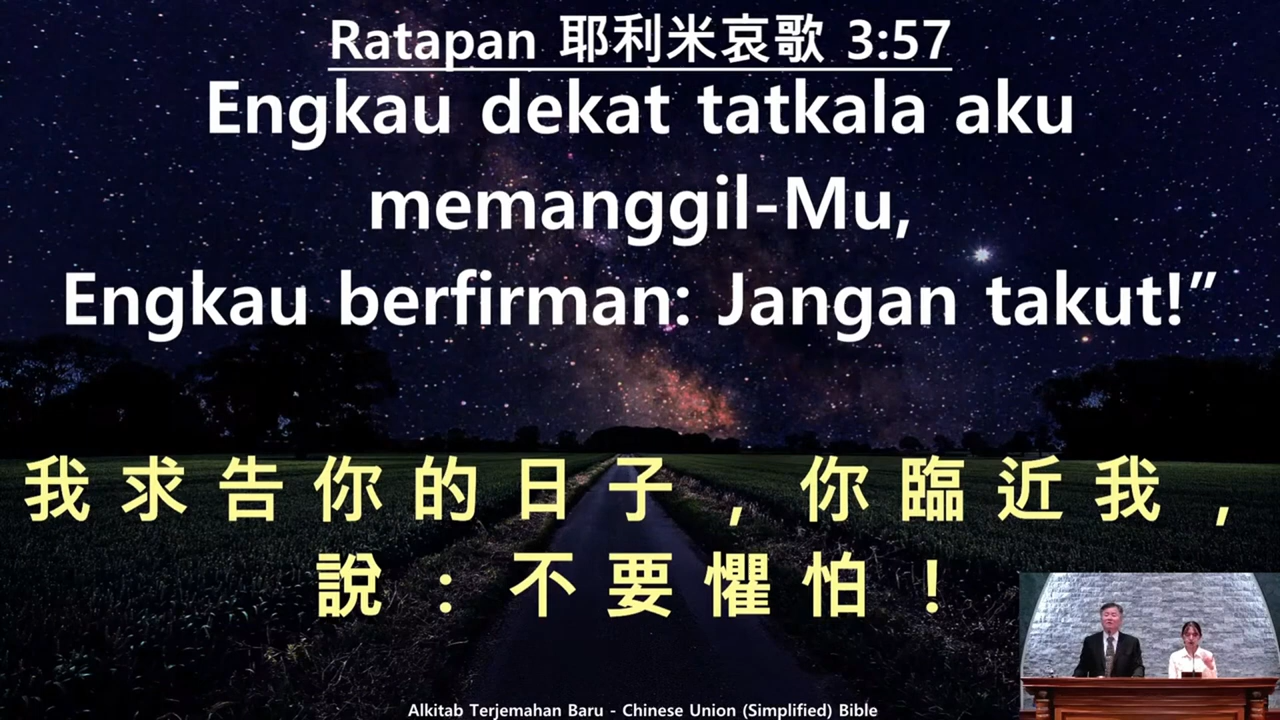 Ratapan 耶利米哀歌 3:57
Engkau dekat tatkala aku
memanggil-Mu,
Engkau berfirman: Jangan takut!”
我求告你的日子，你臨近我，
說：不要懼怕！
Alkitab Terjemahan Baru - Chinese Union (Simplified) Bible